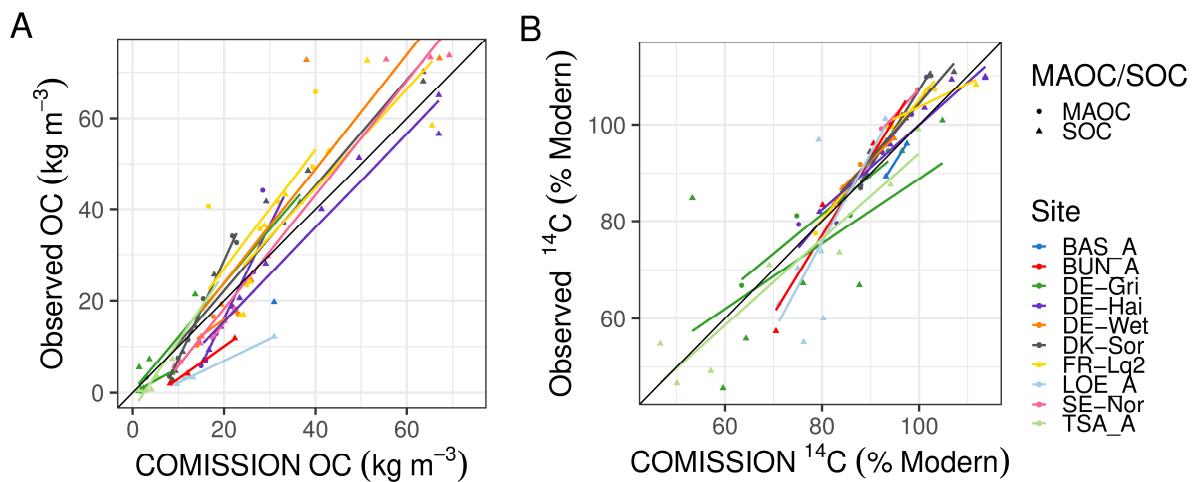 A
B
Observed OC (kg m−3)
60
40
20
0
0
20
40
60
COMISSION OC (kg m−3)
Observed 14C (% Modern)
100
80
60
60
80
100
COMISSION 14C (% Modern)
MAOC/SOC
MAOC
SOC
Site
BAS_A
BUN_A
DE−Gri
DE−Hai
DE−Wet
DK−Sor
FR−Lq2
LOE_A
SE−Nor
TSA_A